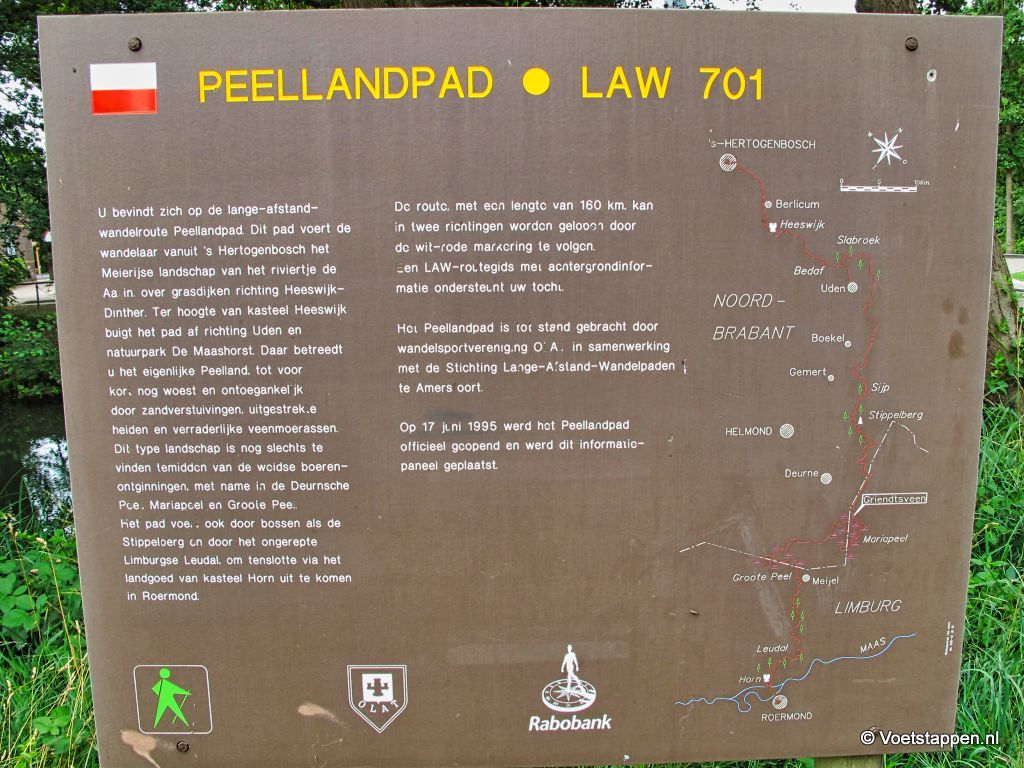 PEELLANDPAD ● LAW 701
U bevindt zich op de lange-afstand-
wandelroute Peellandpad. Dit pad voert de
wandelaar vanuit 's Hertogenbosch het
Meierijse landschap van het riviertje de
Aa in. over grasdijken richting Heeswijk-
Dinther. Ter hoogte van kasteel Heeswijk
buigt het pad af richting Uden en
natuurpark De Maashorst. Daar betreedt
u het eigenlijke Peelland, tot voor
kort nog woest en ontoegankelijk
door zandverstuivingen, uitgestrekte
heiden en verraderlijke veenmoerassen.
Dit type landschap is nog slechts te
vinden temidden van de weidse boeren-
ontginningen, met name in de Deurnsche
Peel, Mariapeel en Groote Peel.
Het pad voert ook door bossen als de
Stippelberg en door het ongerepte
Limburgse Leudal, om tenslotte via het
landgoed van kasteel Horn uit te komen
in Roermond.
De route, met een lengte van 160 km, kan
in twee richtingen worden gelopen door
de wit-rode markering te volgen.
Een LAW-routegids met achtergrondinfor-
matie ondersteunt uw tocht.
Het Peellandpad is tot stand gebracht door
wandelsportvereniging OLAT in samenwerking
met de Stichting Lange-Afstand-Wandelpaden
te Amersfoort.
Op 17 juni 1995 werd het Peellandpad
officieel geopend en werd dit informatie-
paneel geplaatst.
's-HERTOGENBOSCH
0 5 10Km
Berlicum
Heeswijk
Slabroek
Bedaf
Uden
NOORD-
BRABANT
Boekel
Gemert
Sijp
Stippelberg
HELMOND
Deurne
Griendtsveen
Mariapeel
Groote Peel
Meijel
LIMBURG
Leudal
MAAS
Horn
ROERMOND
OLAT
Rabobank
© Voetstappen.nl